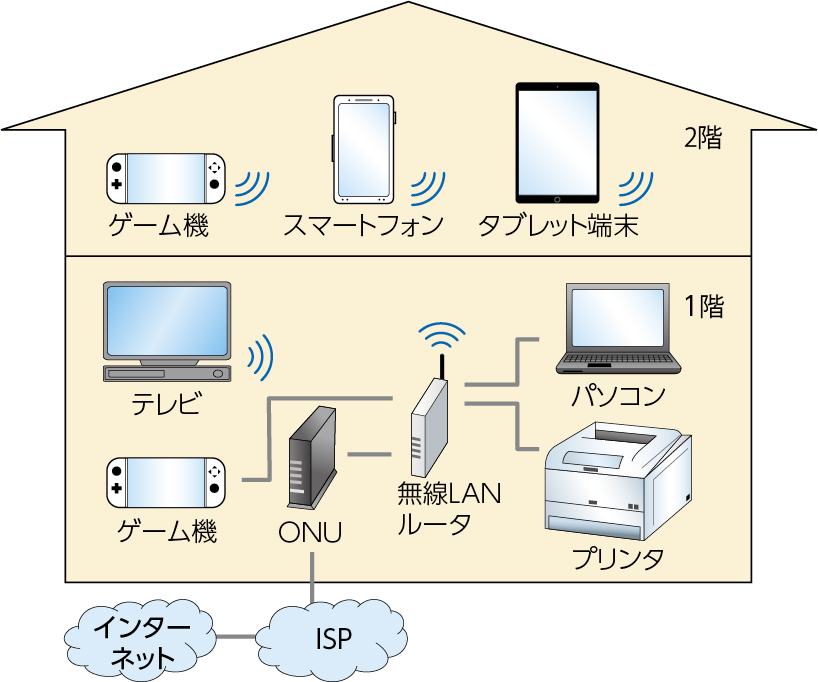 2階
ゲーム機
スマートフォン
タブレット端末
1階
テレビ
パソコン
ゲーム機
ONU
無線LAN
ルータ
プリンタ
インター
ネット
ISP